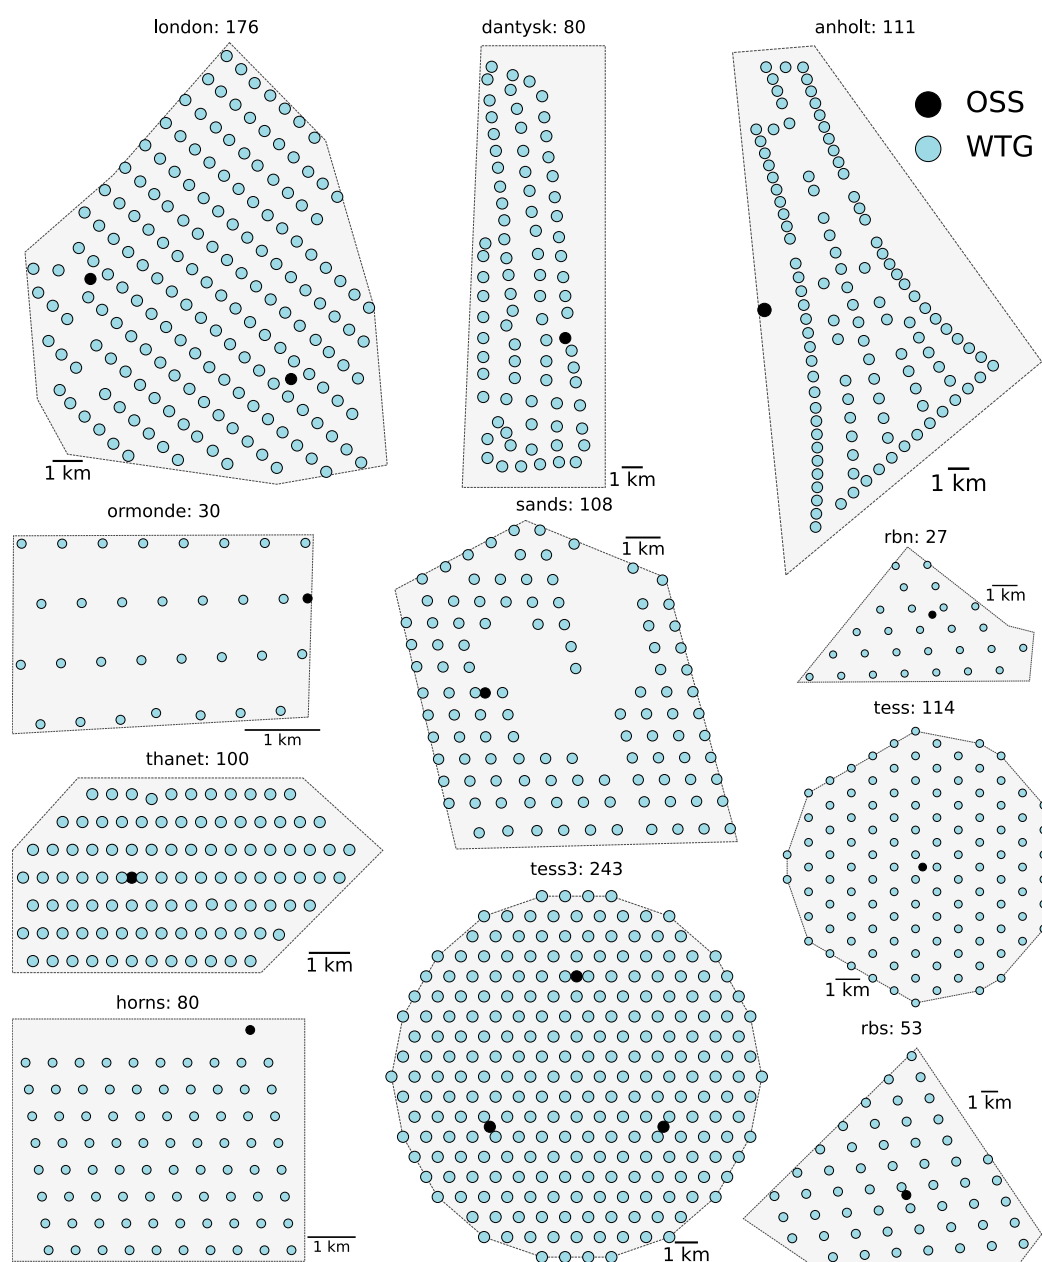 london: 176
dantysk: 80
anholt: 111
OSS
WTG
1 km
1 km
1 km
ormonde: 30
sands: 108
1 km
rbn: 27
1 km
1 km
tess: 114
thanet: 100
1 km
tess3: 243
1 km
horns: 80
rbs: 53
1 km
1 km
1 km